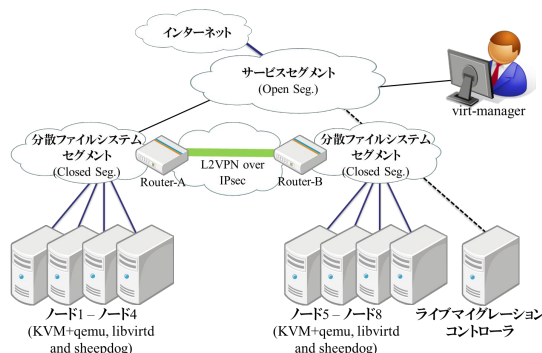 インターネット
サービスセグメント
(Open Seg.)
virt-manager
分散ファイルシステム
セグメント
(Closed Seg.)
Router-A
L2VPN over
IPsec
Router-B
分散ファイルシステム
セグメント
(Closed Seg.)
ノード1 – ノード4
(KVM+qemu, libvirtd
and sheepdog)
ノード5 – ノード8
(KVM+qemu, libvirtd
and sheepdog)
ライブマイグレーション
コントローラ